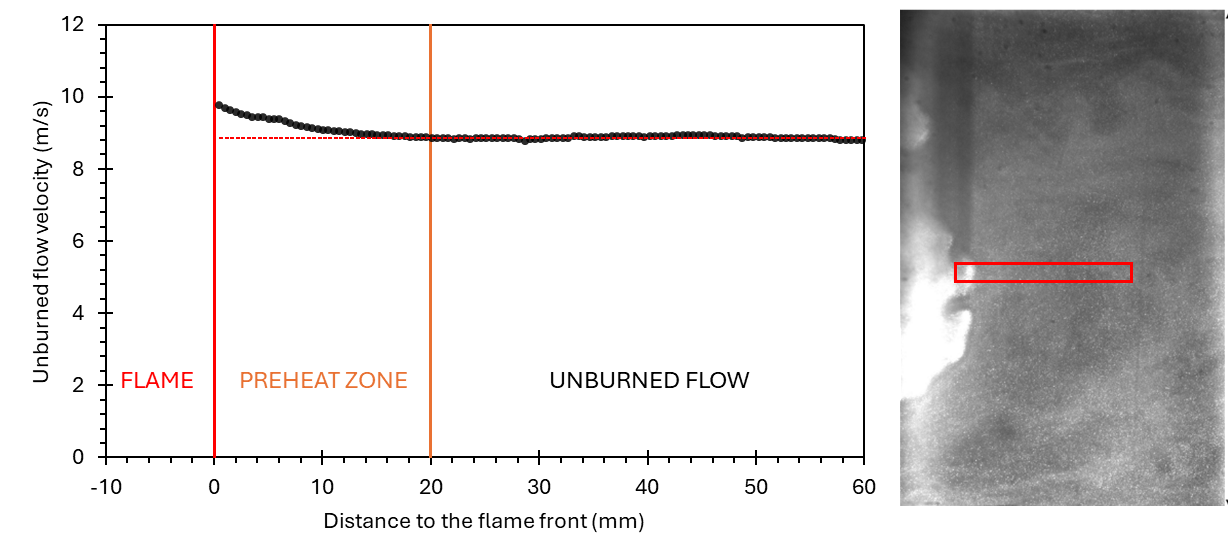 12
10
8
6
4
2
0
Unburned flow velocity (m/s)
FLAME
PREHEAT ZONE
UNBURNED FLOW
-10 0 10 20 30 40 50 60
Distance to the flame front (mm)